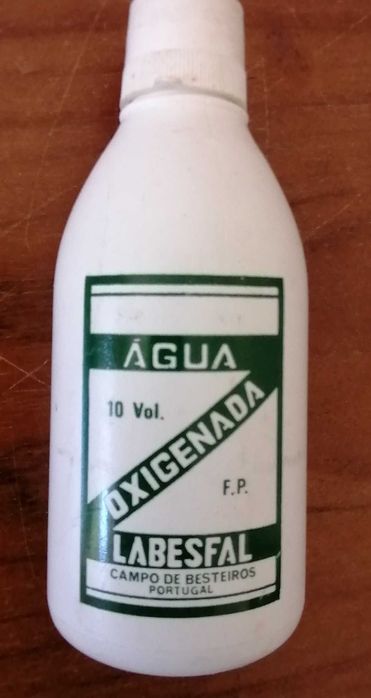 ÁGUA
10 Vol.
OXIGENADA
F.P.
LABESFAL
CAMPO DE BESTEIROS
PORTUGAL